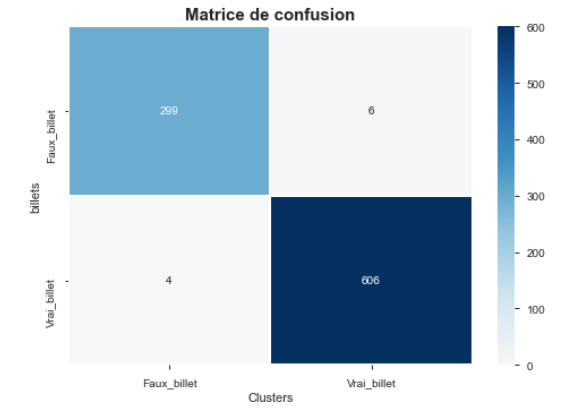 Matrice de confusion
600
500
400
300
200
100
0
Faux_billet
299
6
billets
Vrai_billet
4
606
Faux_billet
Vrai_billet
Clusters